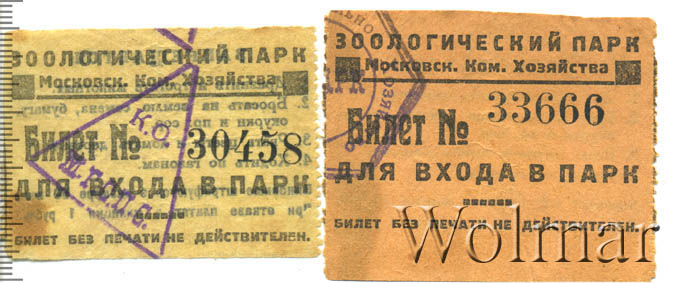 ЗООЛОГИЧЕСКИЙ ПАРК
Московск. Ком. Хозяйства
Билет № 30458
ДЛЯ ВХОДА В ПАРК
БИЛЕТ БЕЗ ПЕЧАТИ НЕ ДЕЙСТВИТЕЛЕН.
К.О.
ЗООЛОГИЧЕСКИЙ ПАРК
Московск. Ком. Хозяйства
Билет № 33666
ДЛЯ ВХОДА В ПАРК
БИЛЕТ БЕЗ ПЕЧАТИ НЕ ДЕЙСТВИТЕЛЕН.
Wolmar